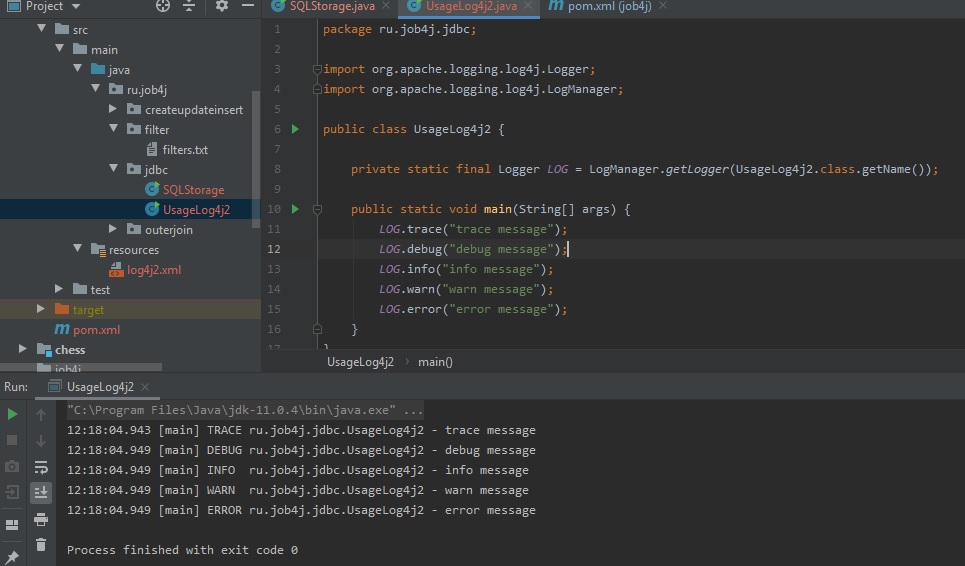 Project
src
main
java
ru.job4j
createupdateinsert
filter
filters.txt
jdbc
SQLStorage
UsageLog4j2
outerjoin
resources
log4j2.xml
test
target
pom.xml
chess
job4j
SQLStorage.java
UsageLog4j2.java
pom.xml (job4j)
1 package ru.job4j.jdbc;
2
3 import org.apache.logging.log4j.Logger;
4 import org.apache.logging.log4j.LogManager;
5
6 public class UsageLog4j2 {
7
8 private static final Logger LOG = LogManager.getLogger(UsageLog4j2.class.getName());
9
10 public static void main(String[] args) {
11 LOG.trace("trace message");
12 LOG.debug("debug message");
13 LOG.info("info message");
14 LOG.warn("warn message");
15 LOG.error("error message");
16 }
17 }
UsageLog4j2 › main()
Run: UsageLog4j2
"C:\Program Files\Java\jdk-11.0.4\bin\java.exe" ...
12:18:04.943 [main] TRACE ru.job4j.jdbc.UsageLog4j2 - trace message
12:18:04.949 [main] DEBUG ru.job4j.jdbc.UsageLog4j2 - debug message
12:18:04.949 [main] INFO  ru.job4j.jdbc.UsageLog4j2 - info message
12:18:04.949 [main] WARN  ru.job4j.jdbc.UsageLog4j2 - warn message
12:18:04.949 [main] ERROR ru.job4j.jdbc.UsageLog4j2 - error message
Process finished with exit code 0